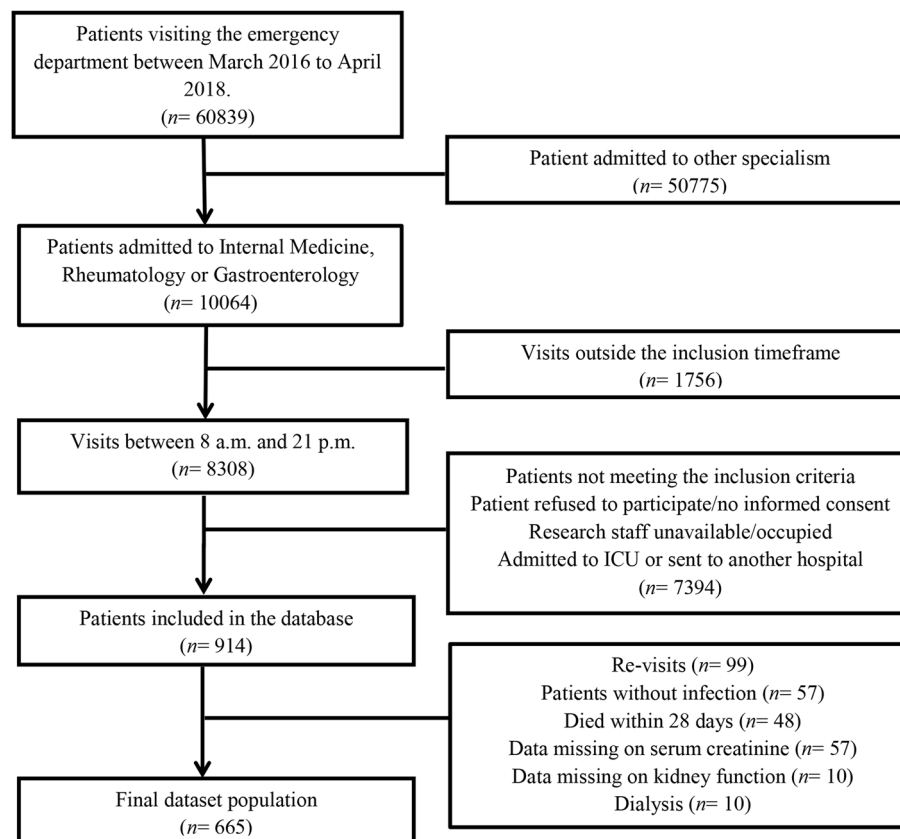 Patients visiting the emergency
department between March 2016 to April
2018.
(n= 60839)
Patient admitted to other specialism
(n= 50775)
Patients admitted to Internal Medicine,
Rheumatology or Gastroenterology
(n= 10064)
Visits outside the inclusion timeframe
(n= 1756)
Visits between 8 a.m. and 21 p.m.
(n= 8308)
Patients not meeting the inclusion criteria
Patient refused to participate/no informed consent
Research staff unavailable/occupied
Admitted to ICU or sent to another hospital
(n= 7394)
Patients included in the database
(n= 914)
Re-visits (n= 99)
Patients without infection (n= 57)
Died within 28 days (n= 48)
Data missing on serum creatinine (n= 57)
Data missing on kidney function (n= 10)
Dialysis (n= 10)
Final dataset population
(n= 665)